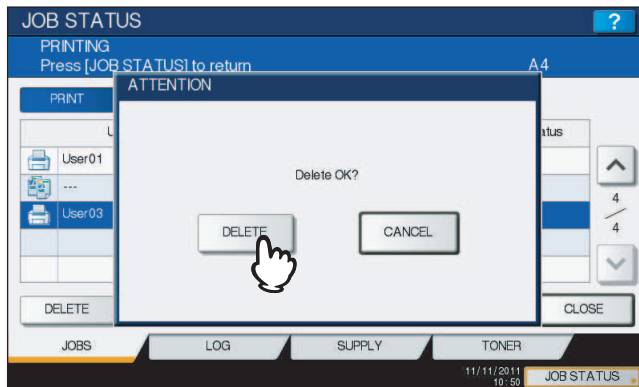 JOB STATUS
?
PRINTING
Press [JOB STATUS] to return A4
ATTENTION
PRINT
User01
---
User03
Delete OK?
DELETE
CANCEL
4
4
DELETE
CLOSE
JOBS
LOG
SUPPLY
TONER
11/11/2011
10:50
JOB STATUS